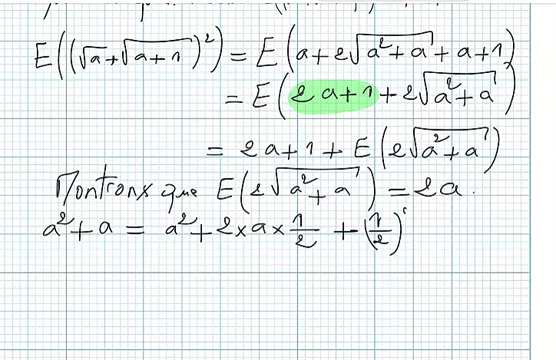 E((√a+√(a+1))²) = E(a+2√(a²+a)+a+1)
= E(2a+1+2√(a²+a))
= 2a+1+E(2√(a²+a))
Montrons que E(2√(a²+a)) = 2a.
a²+a = a²+2×a×1/2 + (1/2)